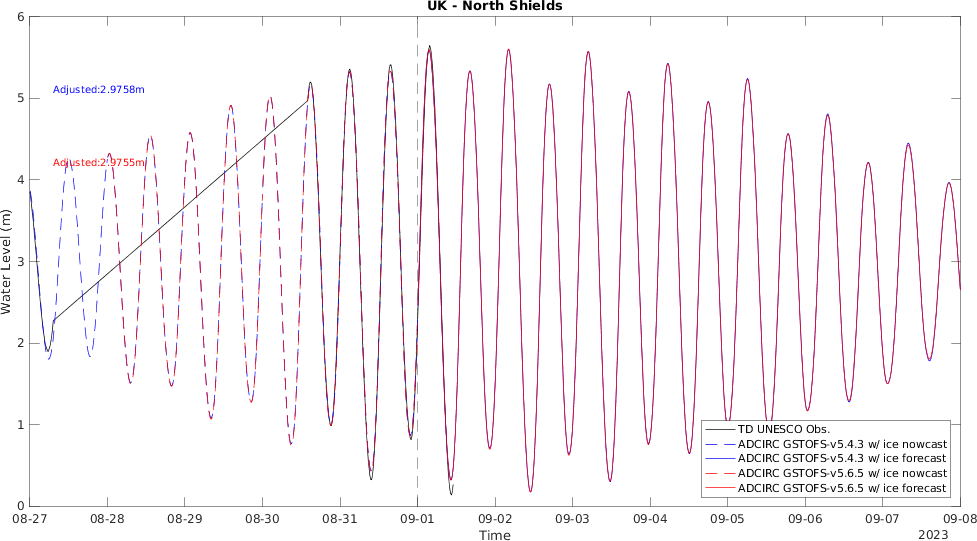 UK - North Shields
6
5
4
3
2
1
0
Water Level (m)
Adjusted:2.9758m
Adjusted:2.9755m
TD UNESCO Obs.
ADCIRC GSTOFS-v5.4.3 w/ ice nowcast
ADCIRC GSTOFS-v5.4.3 w/ ice forecast
ADCIRC GSTOFS-v5.6.5 w/ ice nowcast
ADCIRC GSTOFS-v5.6.5 w/ ice forecast
08-27 08-28 08-29 08-30 08-31 09-01 09-02 09-03 09-04 09-05 09-06 09-07 09-08
Time
2023